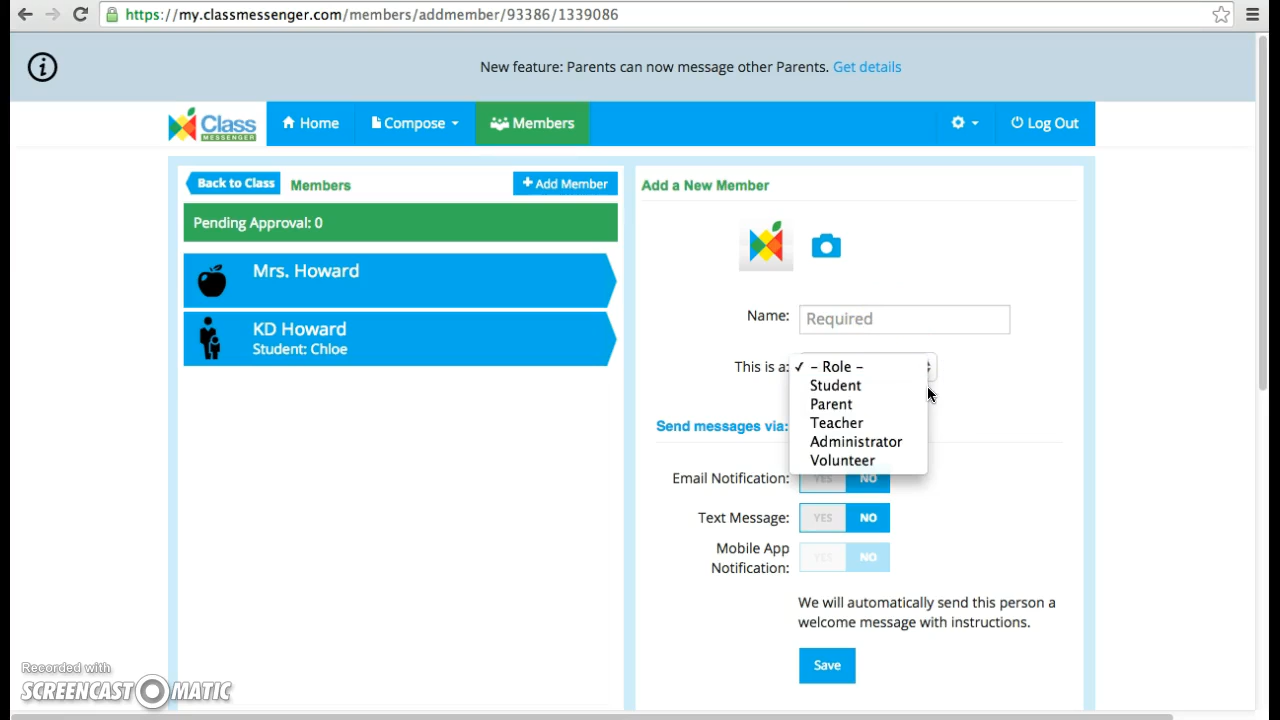 https://my.classmessenger.com/members/addmember/93386/1339086
New feature: Parents can now message other Parents. Get details
Class
MESSENGER
Home
Compose
Members
Log Out
Back to Class
Members
+ Add Member
Pending Approval: 0
Mrs. Howard
KD Howard
Student: Chloe
Add a New Member
Name: Required
This is a: ✓ – Role –
Student
Parent
Teacher
Administrator
Volunteer
Send messages via:
Email Notification: YES NO
Text Message: YES NO
Mobile App
Notification: YES NO
We will automatically send this person a
welcome message with instructions.
Save
Recorded with
SCREENCAST-O-MATIC